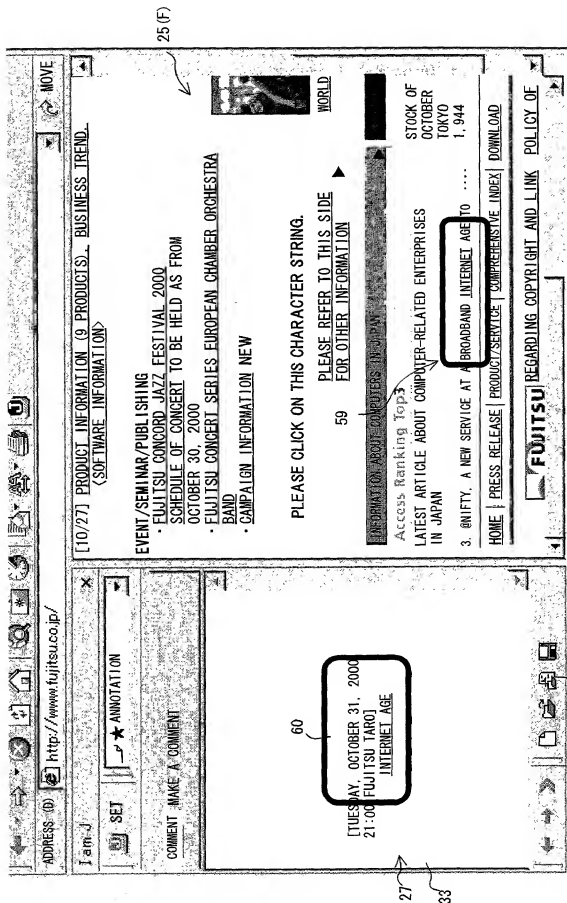 ADDRESS (D) http://www.fujitsu.co.jp/
MOVE
I am J
×
SET
★ ANNOTATION
COMMENT MAKE A COMMENT
60
[TUESDAY, OCTOBER 31, 2000
21:00 FUJITSU TARO]
INTERNET AGE
27
33
25(F)
[10/27] PRODUCT INFORMATION (9 PRODUCTS), BUSINESS TREND,
<SOFTWARE INFORMATION>
EVENT/SEMINAR/PUBLISHING
· FUJITSU CONCORD JAZZ FESTIVAL 2000
SCHEDULE OF CONCERT TO BE HELD AS FROM
OCTOBER 30, 2000
· FUJITSU CONCERT SERIES EUROPEAN CHAMBER ORCHESTRA
BAND
· CAMPAIGN INFORMATION NEW
WORLD
PLEASE CLICK ON THIS CHARACTER STRING.
PLEASE REFER TO THIS SIDE
FOR OTHER INFORMATION
59
INFORMATION ABOUT COMPUTERS IN JAPAN
Access Ranking Top3
LATEST ARTICLE ABOUT COMPUTER-RELATED ENTERPRISES
IN JAPAN
STOCK OF
OCTOBER
TOKYO
1,944
3. @NIFTY, A NEW SERVICE AT A BROADBAND INTERNET AGE TO ....
HOME | PRESS RELEASE | PRODUCT/SERVICE | COMPREHENSIVE INDEX | DOWNLOAD
FUJITSU REGARDING COPYRIGHT AND LINK POLICY OF